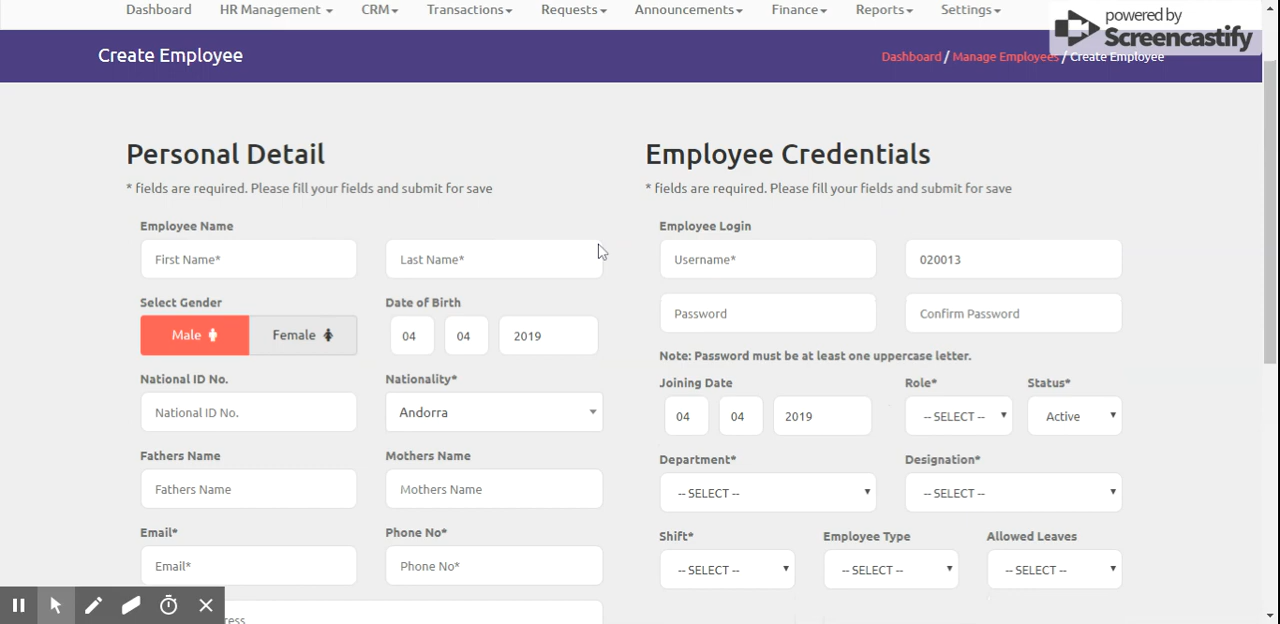 Dashboard HR Management CRM Transactions Requests Announcements Finance Reports Settings
powered by
Screencastify
Create Employee
Dashboard / Manage Employees / Create Employee
Personal Detail
* fields are required. Please fill your fields and submit for save
Employee Name
First Name* Last Name*
Select Gender Date of Birth
Male Female 04 04 2019
National ID No. Nationality*
National ID No. Andorra
Fathers Name Mothers Name
Fathers Name Mothers Name
Email* Phone No*
Email* Phone No*
Employee Credentials
* fields are required. Please fill your fields and submit for save
Employee Login
Username* 020013
Password Confirm Password
Note: Password must be at least one uppercase letter.
Joining Date Role* Status*
04 04 2019 -- SELECT -- Active
Department* Designation*
-- SELECT -- -- SELECT --
Shift* Employee Type Allowed Leaves
-- SELECT -- -- SELECT -- -- SELECT --